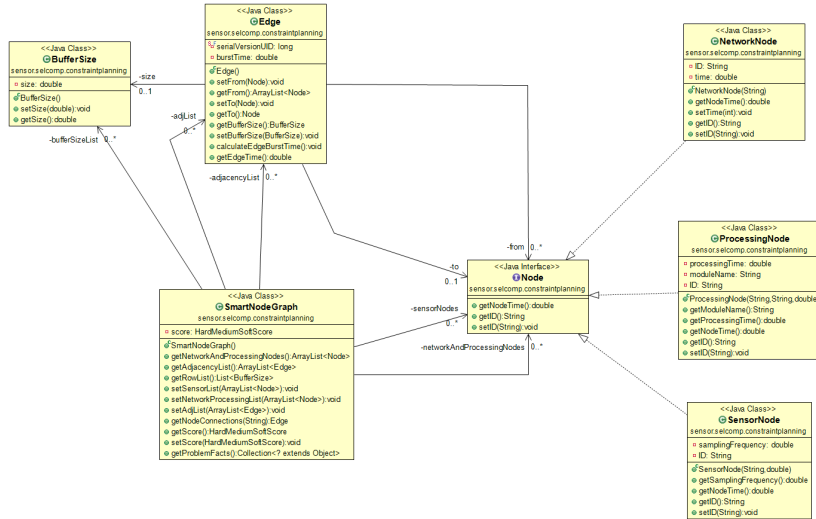 <<Java Class>>
BufferSize
sensor.selcomp.constraintplanning
size: double
BufferSize()
setSize(double):void
getSize():double
<<Java Class>>
Edge
sensor.selcomp.constraintplanning
serialVersionUID: long
burstTime: double
Edge()
setFrom(Node):void
getFrom():ArrayList<Node>
setTo(Node):void
getTo():Node
getBufferSize():BufferSize
setBufferSize(BufferSize):void
calculateEdgeBurstTime():void
getEdgeTime():double
<<Java Class>>
NetworkNode
sensor.selcomp.constraintplanning
ID: String
time: double
NetworkNode(String)
getNodeTime():double
setTime(int):void
getID():String
setID(String):void
-size
0..1
-adjList
0..*
-bufferSizeList
0..*
-adjacencyList
0..*
-from
0..*
-to
0..1
-sensorNodes
0..*
-networkAndProcessingNodes
0..*
<<Java Interface>>
Node
sensor.selcomp.constraintplanning
getNodeTime():double
getID():String
setID(String):void
<<Java Class>>
ProcessingNode
sensor.selcomp.constraintplanning
processingTime: double
moduleName: String
ID: String
ProcessingNode(String,String,double)
getModuleName():String
getProcessingTime():double
getNodeTime():double
getID():String
setID(String):void
<<Java Class>>
SmartNodeGraph
sensor.selcomp.constraintplanning
score: HardMediumSoftScore
SmartNodeGraph()
getNetworkAndProcessingNodes():ArrayList<Node>
getAdjacencyList():ArrayList<Edge>
getRowList():List<BufferSize>
setSensorList(ArrayList<Node>):void
setNetworkProcessingList(ArrayList<Node>):void
setAdjList(ArrayList<Edge>):void
getNodeConnections(String):Edge
getScore():HardMediumSoftScore
setScore(HardMediumSoftScore):void
getProblemFacts():Collection<? extends Object>
<<Java Class>>
SensorNode
sensor.selcomp.constraintplanning
samplingFrequency: double
ID: String
SensorNode(String,double)
getSamplingFrequency():double
getNodeTime():double
getID():String
setID(String):void